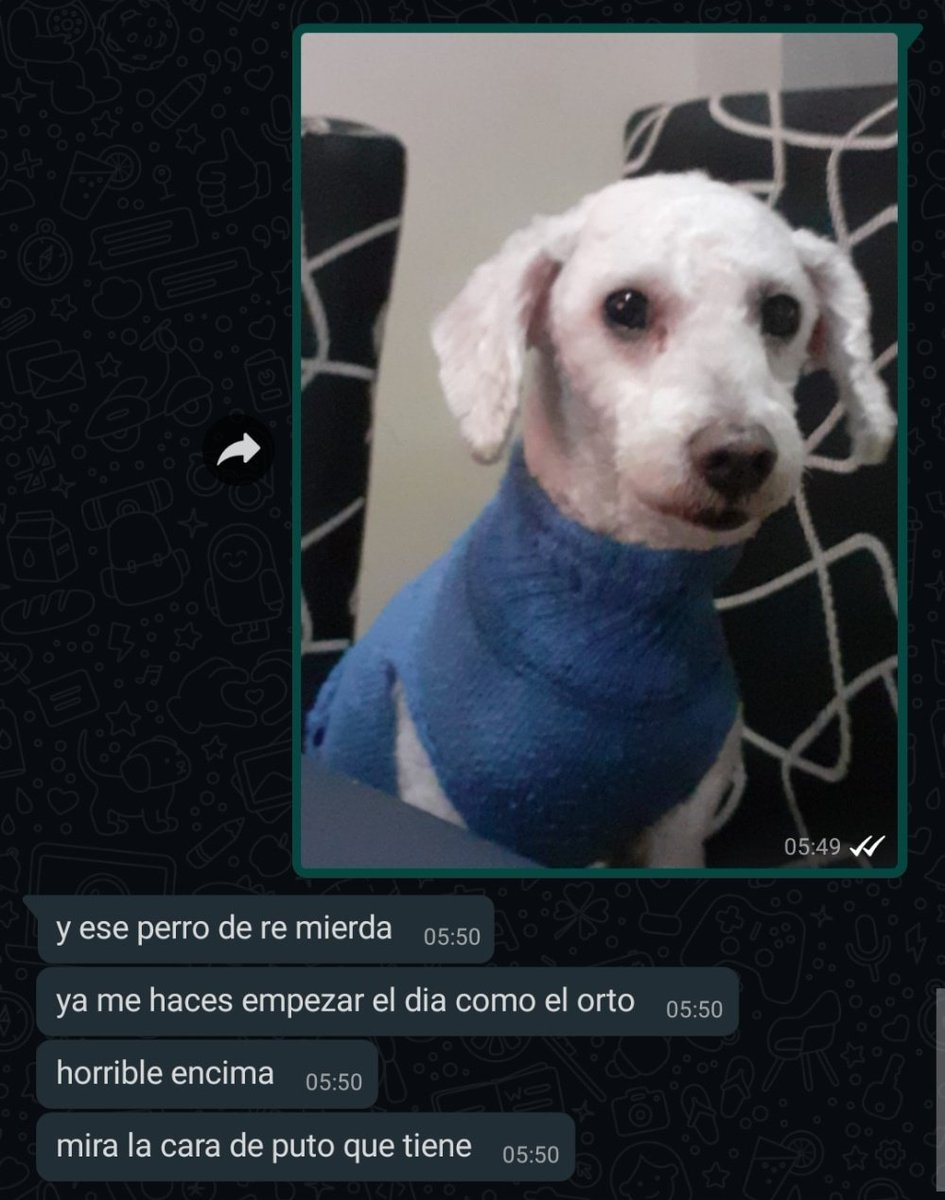 05:49
y ese perro de re mierda 05:50
ya me haces empezar el dia como el orto 05:50
horrible encima 05:50
mira la cara de puto que tiene 05:50